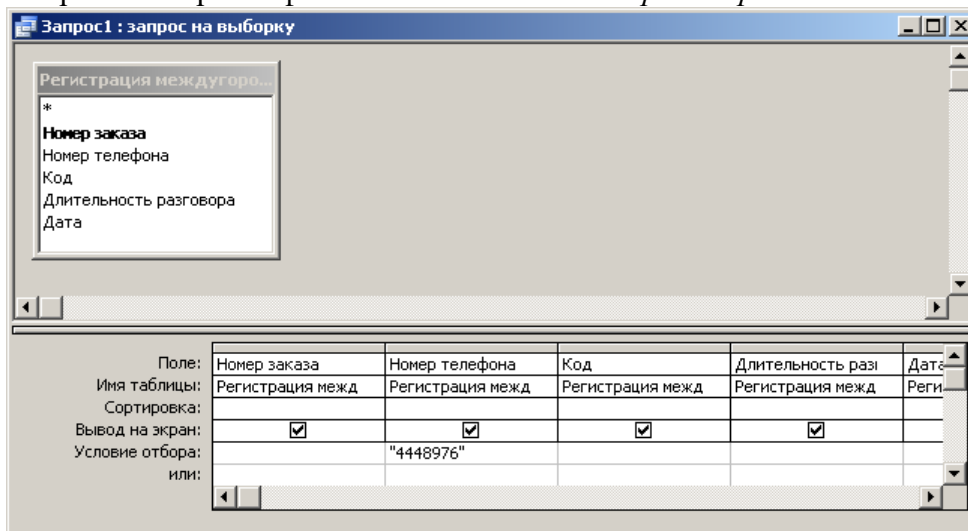 Запрос1 : запрос на выборку
Регистрация междугоро...
*
Номер заказа
Номер телефона
Код
Длительность разговора
Дата
Поле: Номер заказа Номер телефона Код Длительность разг Дата
Имя таблицы: Регистрация межд Регистрация межд Регистрация межд Регистрация межд Реги
Сортировка:
Вывод на экран:
Условие отбора: "4448976"
или: